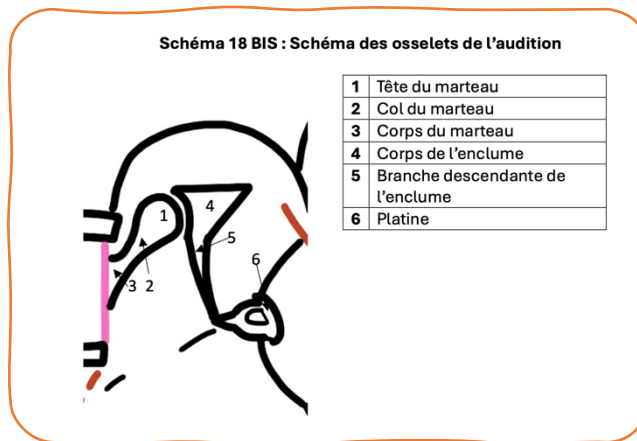 Schéma 18 BIS : Schéma des osselets de l’audition
1 Tête du marteau
2 Col du marteau
3 Corps du marteau
4 Corps de l’enclume
5 Branche descendante de
l’enclume
6 Platine
1
4
5
6
3
2